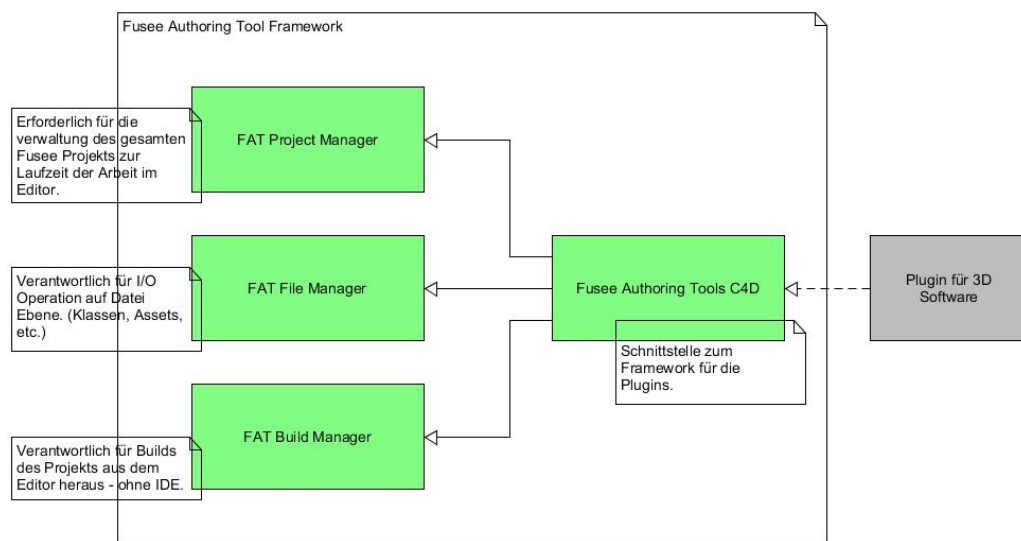 Fusee Authoring Tool Framework
Erforderlich für die
verwaltung des gesamten
Fusee Projekts zur
Laufzeit der Arbeit im
Editor.
FAT Project Manager
Verantwortlich für I/O
Operation auf Datei
Ebene. (Klassen, Assets,
etc.)
FAT File Manager
Fusee Authoring Tools C4D
Plugin für 3D
Software
Schnittstelle zum
Framework für die
Plugins.
Verantwortlich für Builds
des Projekts aus dem
Editor heraus - ohne IDE.
FAT Build Manager